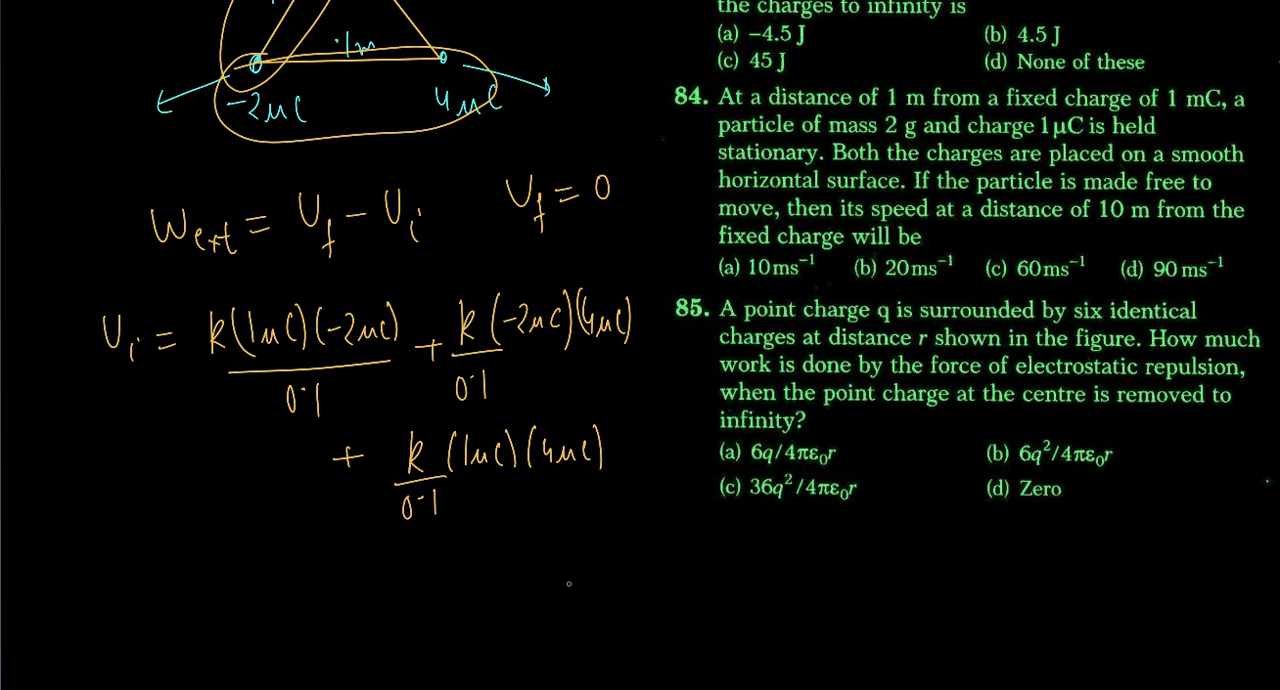 .1m
-2μC 4μC
Wext = Uf - Ui Uf = 0
Ui = k(1μC)(-2μC) / 0.1 + k(-2μC)(4μC) / 0.1
+ k/0.1 (1μC)(4μC)
the charges to infinity is
(a) −4.5 J (b) 4.5 J
(c) 45 J (d) None of these
84. At a distance of 1 m from a fixed charge of 1 mC, a
particle of mass 2 g and charge 1 μC is held
stationary. Both the charges are placed on a smooth
horizontal surface. If the particle is made free to
move, then its speed at a distance of 10 m from the
fixed charge will be
(a) 10 ms⁻¹ (b) 20 ms⁻¹ (c) 60 ms⁻¹ (d) 90 ms⁻¹
85. A point charge q is surrounded by six identical
charges at distance r shown in the figure. How much
work is done by the force of electrostatic repulsion,
when the point charge at the centre is removed to
infinity?
(a) 6q/4πε₀r (b) 6q²/4πε₀r
(c) 36q²/4πε₀r (d) Zero